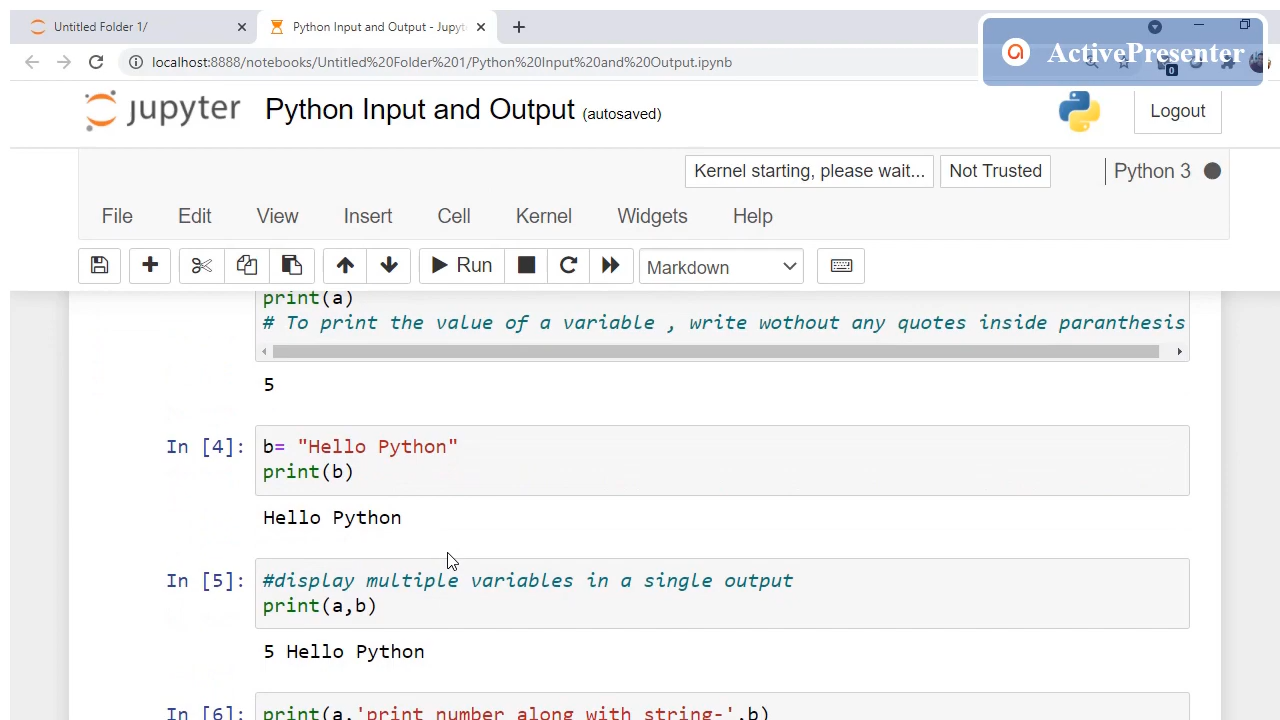 Untitled Folder 1/
Python Input and Output - Jupyt
ActivePresenter
localhost:8888/notebooks/Untitled%20Folder%201/Python%20Input%20and%20Output.ipynb
0
jupyter Python Input and Output (autosaved)
Logout
Kernel starting, please wait... Not Trusted Python 3
File Edit View Insert Cell Kernel Widgets Help
Run Markdown
print(a)
# To print the value of a variable , write wothout any quotes inside paranthesis
5
In [4]: b= "Hello Python"
print(b)
Hello Python
In [5]: #display multiple variables in a single output
print(a,b)
5 Hello Python
In [6]: print(a,'print number along with string-',b)